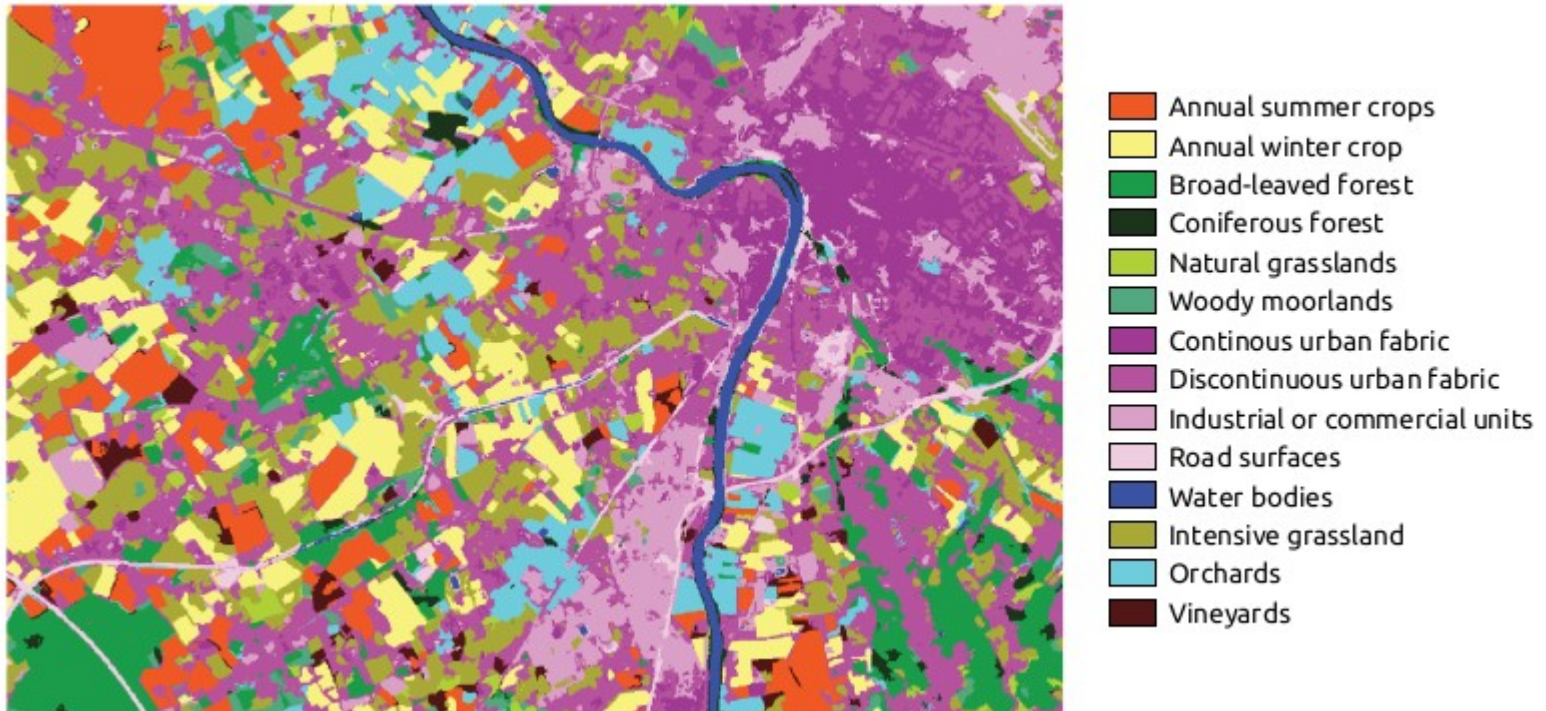 Annual summer crops
Annual winter crop
Broad-leaved forest
Coniferous forest
Natural grasslands
Woody moorlands
Continous urban fabric
Discontinuous urban fabric
Industrial or commercial units
Road surfaces
Water bodies
Intensive grassland
Orchards
Vineyards